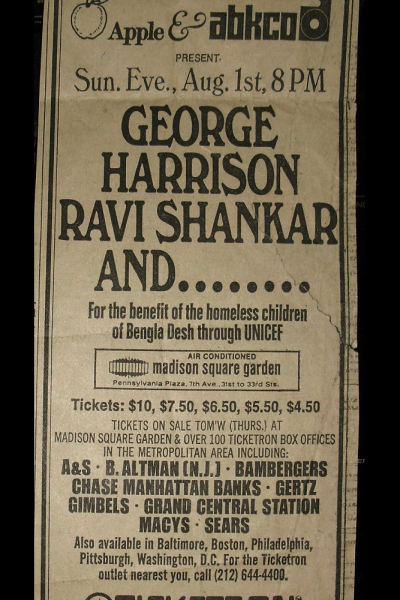 Apple & abkco
PRESENT
Sun. Eve., Aug. 1st, 8 PM
GEORGE
HARRISON
RAVI SHANKAR
AND.........
For the benefit of the homeless children
of Bengla Desh through UNICEF
AIR CONDITIONED
madison square garden
Pennsylvania Plaza, 7th Ave., 31st to 33rd Sts.
Tickets: $10, $7.50, $6.50, $5.50, $4.50
TICKETS ON SALE TOM'W (THURS.) AT
MADISON SQUARE GARDEN & OVER 100 TICKETRON BOX OFFICES
IN THE METROPOLITAN AREA INCLUDING:
A&S · B. ALTMAN (N.J.) · BAMBERGERS
CHASE MANHATTAN BANKS · GERTZ
GIMBELS · GRAND CENTRAL STATION
MACYS · SEARS
Also available in Baltimore, Boston, Philadelphia,
Pittsburgh, Washington, D.C. For the Ticketron
outlet nearest you, call (212) 644-4400.
TICKETRON